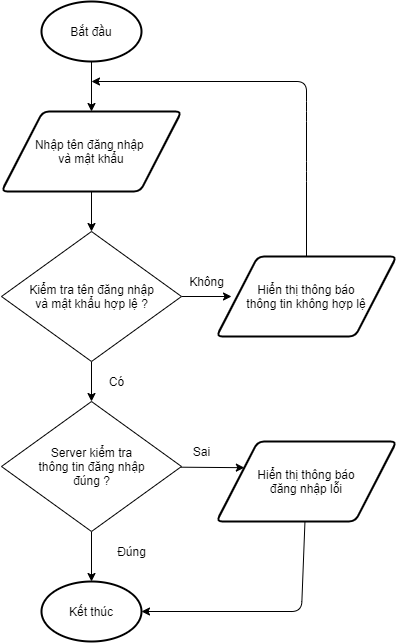 Bắt đầu
Nhập tên đăng nhập
và mật khẩu
Kiểm tra tên đăng nhập
và mật khẩu hợp lệ ?
Không
Hiển thị thông báo
thông tin không hợp lệ
Có
Server kiểm tra
thông tin đăng nhập
đúng ?
Sai
Hiển thị thông báo
đăng nhập lỗi
Đúng
Kết thúc